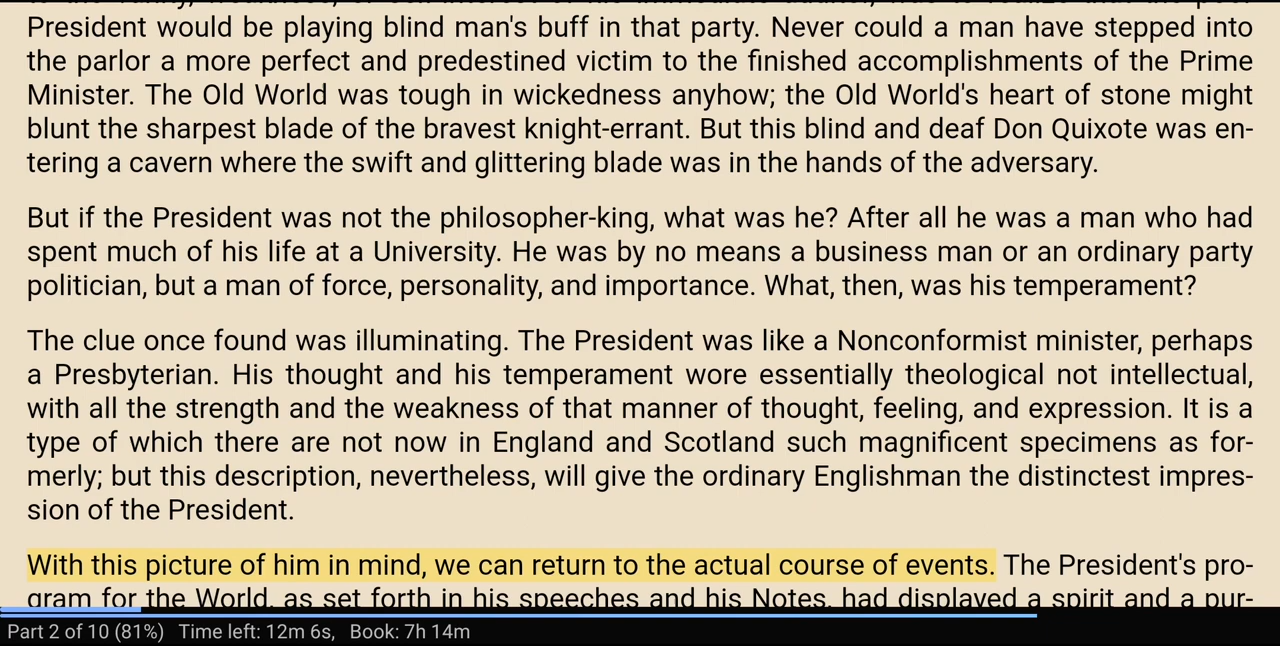 President would be playing blind man's buff in that party. Never could a man have stepped into
the parlor a more perfect and predestined victim to the finished accomplishments of the Prime
Minister. The Old World was tough in wickedness anyhow; the Old World's heart of stone might
blunt the sharpest blade of the bravest knight-errant. But this blind and deaf Don Quixote was en-
tering a cavern where the swift and glittering blade was in the hands of the adversary.
But if the President was not the philosopher-king, what was he? After all he was a man who had
spent much of his life at a University. He was by no means a business man or an ordinary party
politician, but a man of force, personality, and importance. What, then, was his temperament?
The clue once found was illuminating. The President was like a Nonconformist minister, perhaps
a Presbyterian. His thought and his temperament wore essentially theological not intellectual,
with all the strength and the weakness of that manner of thought, feeling, and expression. It is a
type of which there are not now in England and Scotland such magnificent specimens as for-
merly; but this description, nevertheless, will give the ordinary Englishman the distinctest impres-
sion of the President.
With this picture of him in mind, we can return to the actual course of events. The President's pro-
gram for the World, as set forth in his speeches and his Notes, had displayed a spirit and a pur-
Part 2 of 10 (81%) Time left: 12m 6s, Book: 7h 14m